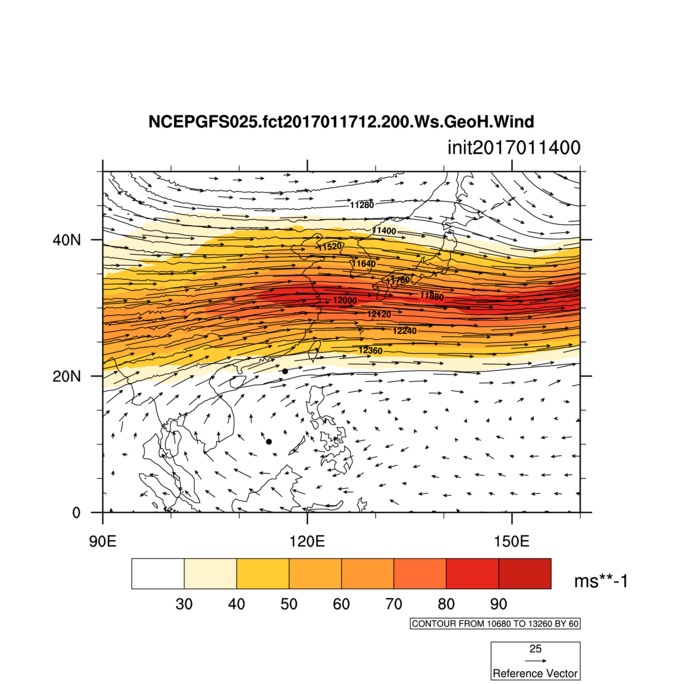 NCEPGFS025.fct2017011712.200.Ws.GeoH.Wind
init2017011400
11280
40N
11400
11520
11640
11760
12000
11880
12120
12240
12360
20N
0
90E 120E 150E
ms**-1
30 40 50 60 70 80 90
CONTOUR FROM 10680 TO 13260 BY 60
25
Reference Vector